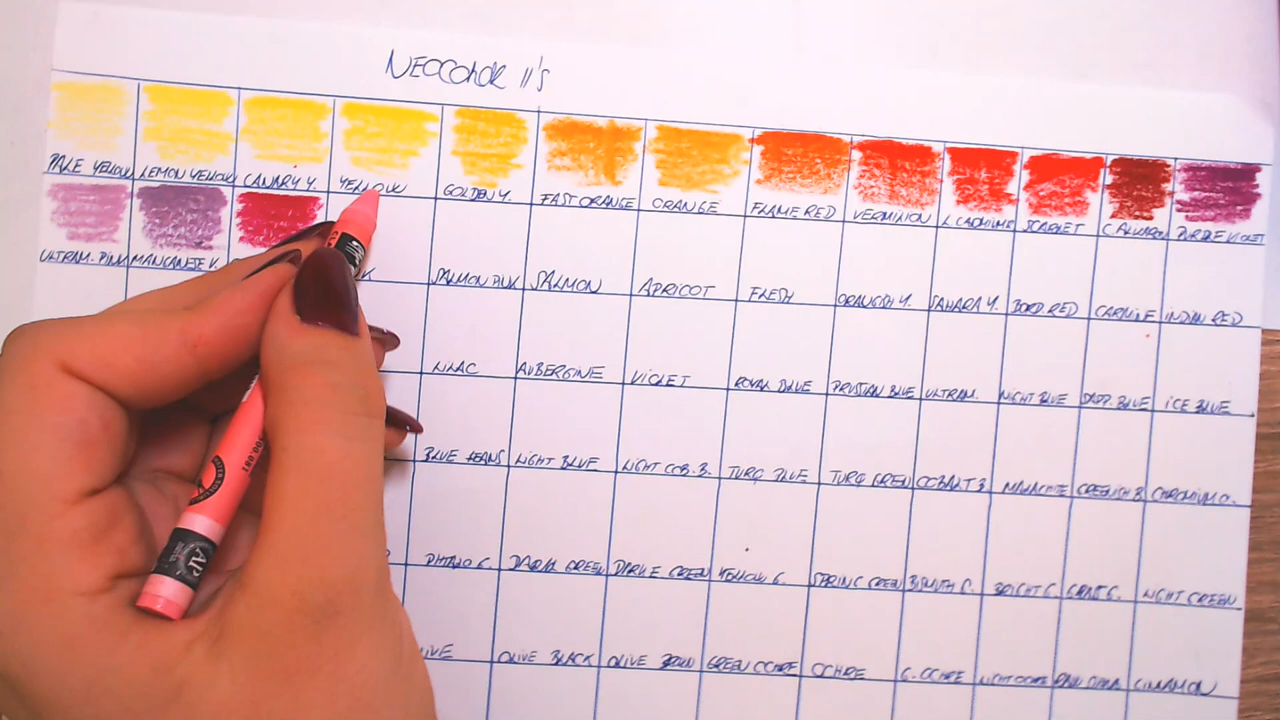 NEOCOLOR II'S
PALE YELLOW LEMON YELLOW CANARY Y. YELLOW GOLDEN Y. FAST ORANGE ORANGE FLAME RED VERMILION L. CADMIUM SCARLET C. ALIZARIN PURPLE VIOLET
ULTRAM. PINK MANGANESE V. K SALMON PINK SALMON APRICOT FLESH ORANGISH Y. SAHARA Y. BORD. RED CARMINE INDIAN RED
LILAC AUBERGINE VIOLET ROYAL BLUE PRUSSIAN BLUE ULTRAM. NIGHT BLUE SAPP. BLUE ICE BLUE
BLUE JEANS LIGHT BLUE LIGHT COB. B. TURQ BLUE TURQ GREEN COBALT B MALACHITE GREENISH B. CHROMIUM O.
PHTALO G. DARK GREEN DARK E GREEN YELLOW G. SPRING GREEN BISMUTH G. BRIGHT G. GRASS G. LIGHT GREEN
OLIVE BLACK OLIVE BROWN GREEN OCHRE OCHRE G. OCHRE LIGHT OCHRE RAW SIENNA CINNAMON